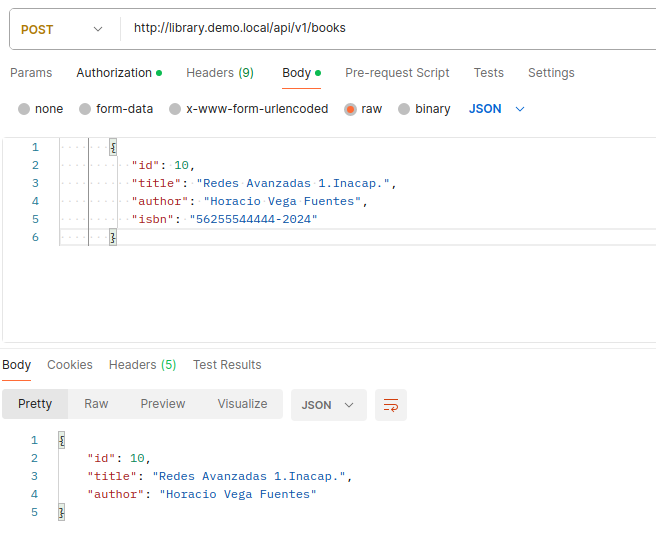 POST http://library.demo.local/api/v1/books
Params Authorization Headers (9) Body Pre-request Script Tests Settings
none form-data x-www-form-urlencoded raw binary JSON
1 {
2 "id": 10,
3 "title": "Redes Avanzadas 1.Inacap.",
4 "author": "Horacio Vega Fuentes",
5 "isbn": "56255544444-2024"
6 }
Body Cookies Headers (5) Test Results
Pretty Raw Preview Visualize JSON
1 {
2 "id": 10,
3 "title": "Redes Avanzadas 1.Inacap.",
4 "author": "Horacio Vega Fuentes"
5 }